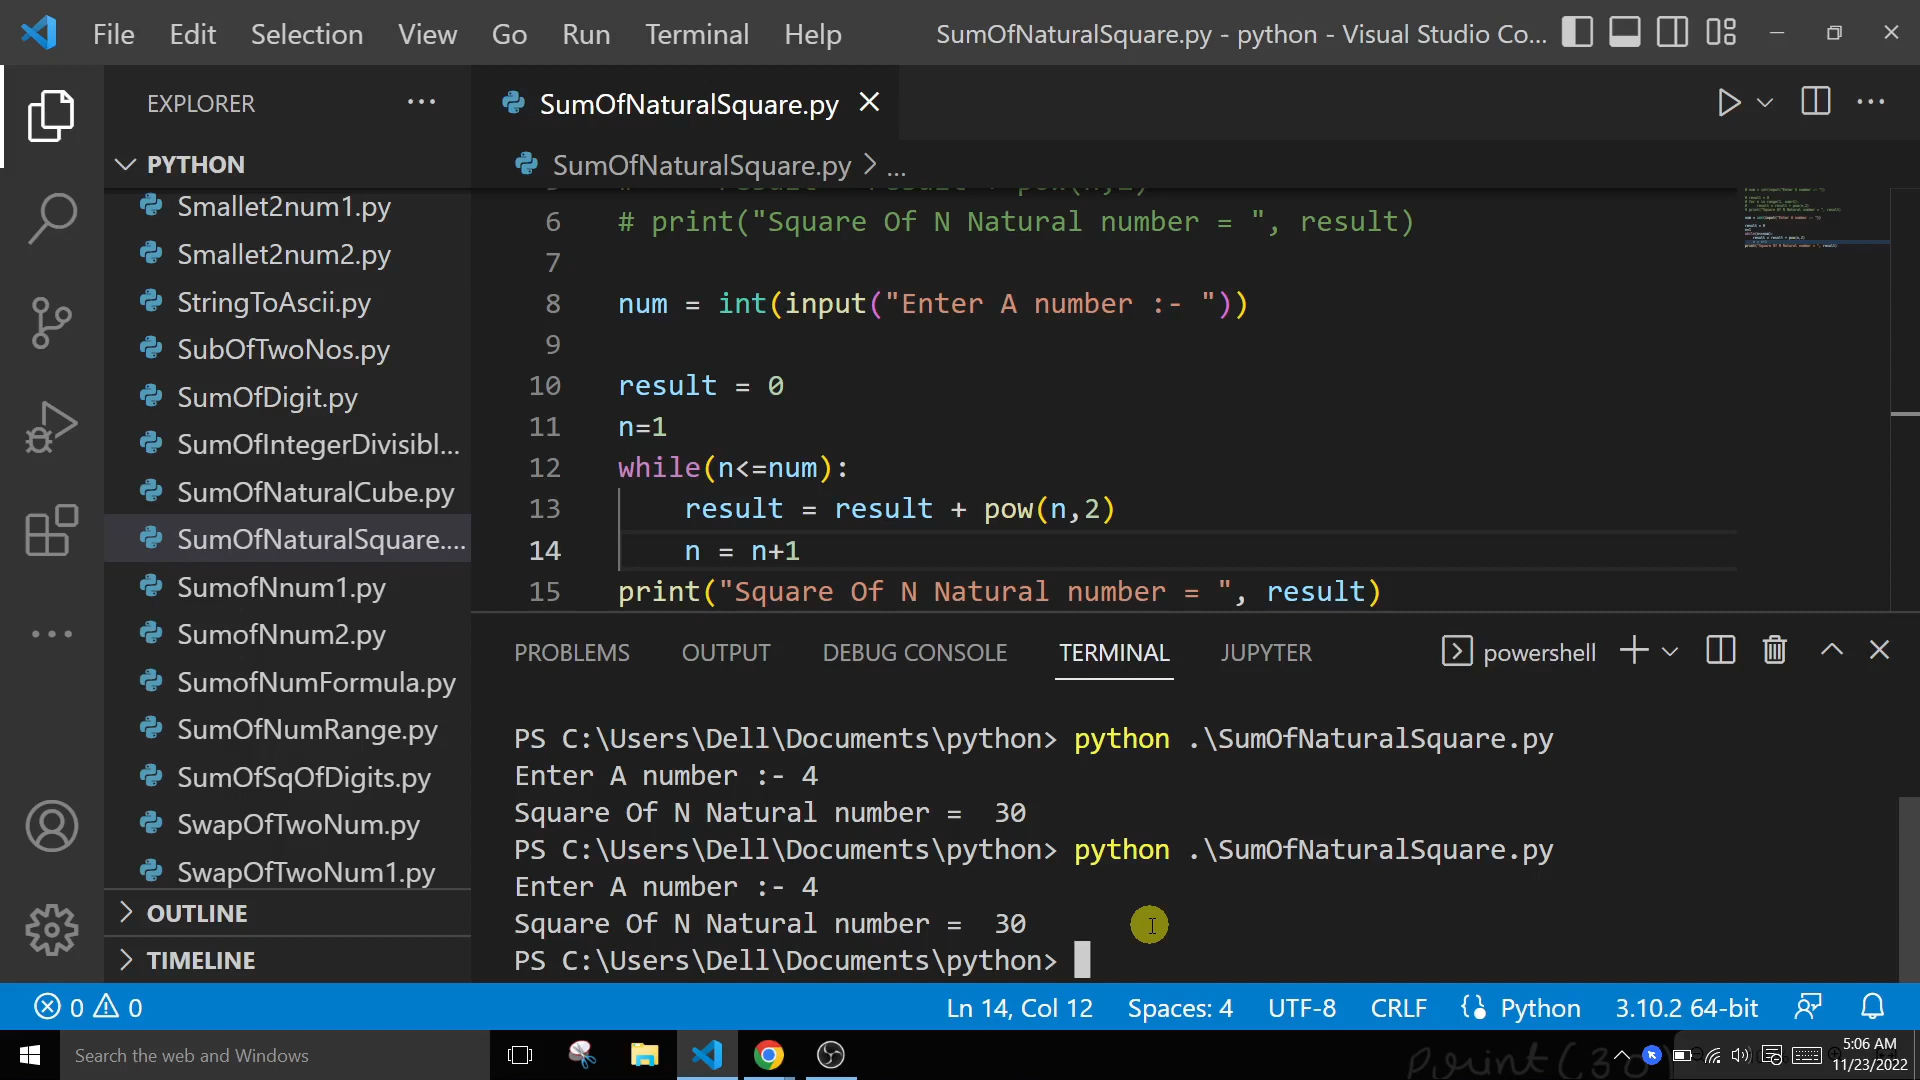 File Edit Selection View Go Run Terminal Help SumOfNaturalSquare.py - python - Visual Studio Co...
EXPLORER ...
PYTHON
Smallet2num1.py
Smallet2num2.py
StringToAscii.py
SubOfTwoNos.py
SumOfDigit.py
SumOfIntegerDivisibl...
SumOfNaturalCube.py
SumOfNaturalSquare....
SumofNnum1.py
SumofNnum2.py
SumofNumFormula.py
SumOfNumRange.py
SumOfSqOfDigits.py
SwapOfTwoNum.py
SwapOfTwoNum1.py
OUTLINE
TIMELINE
SumOfNaturalSquare.py
SumOfNaturalSquare.py > ...
6 # print("Square Of N Natural number = ", result)
7
8 num = int(input("Enter A number :- "))
9
10 result = 0
11 n=1
12 while(n<=num):
13 result = result + pow(n,2)
14 n = n+1
15 print("Square Of N Natural number = ", result)
PROBLEMS OUTPUT DEBUG CONSOLE TERMINAL JUPYTER powershell
PS C:\Users\Dell\Documents\python> python .\SumOfNaturalSquare.py
Enter A number :- 4
Square Of N Natural number =  30
PS C:\Users\Dell\Documents\python> python .\SumOfNaturalSquare.py
Enter A number :- 4
Square Of N Natural number =  30
PS C:\Users\Dell\Documents\python>
0 0 Ln 14, Col 12 Spaces: 4 UTF-8 CRLF Python 3.10.2 64-bit
Search the web and Windows
print(30)
5:06 AM
11/23/2022